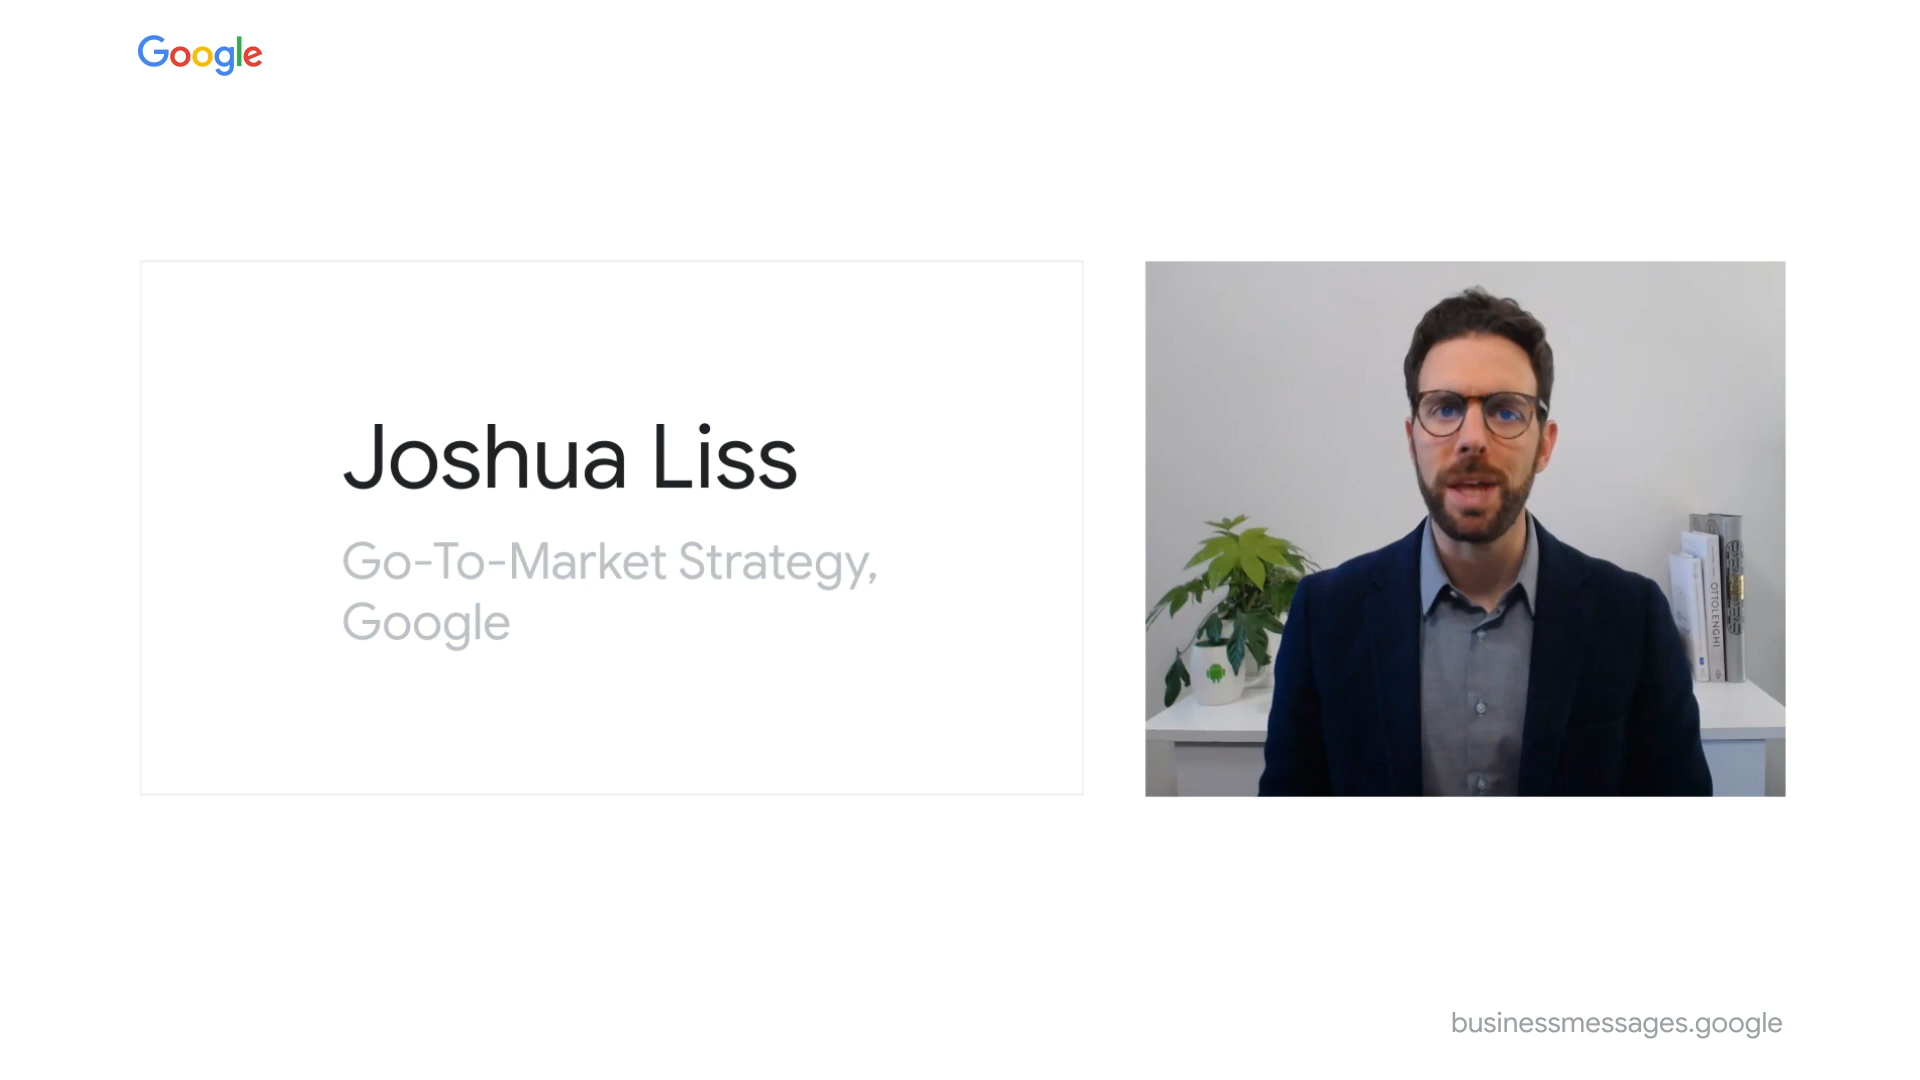 Google
Joshua Liss
Go-To-Market Strategy,
Google
OTTOLENGHI
businessmessages.google